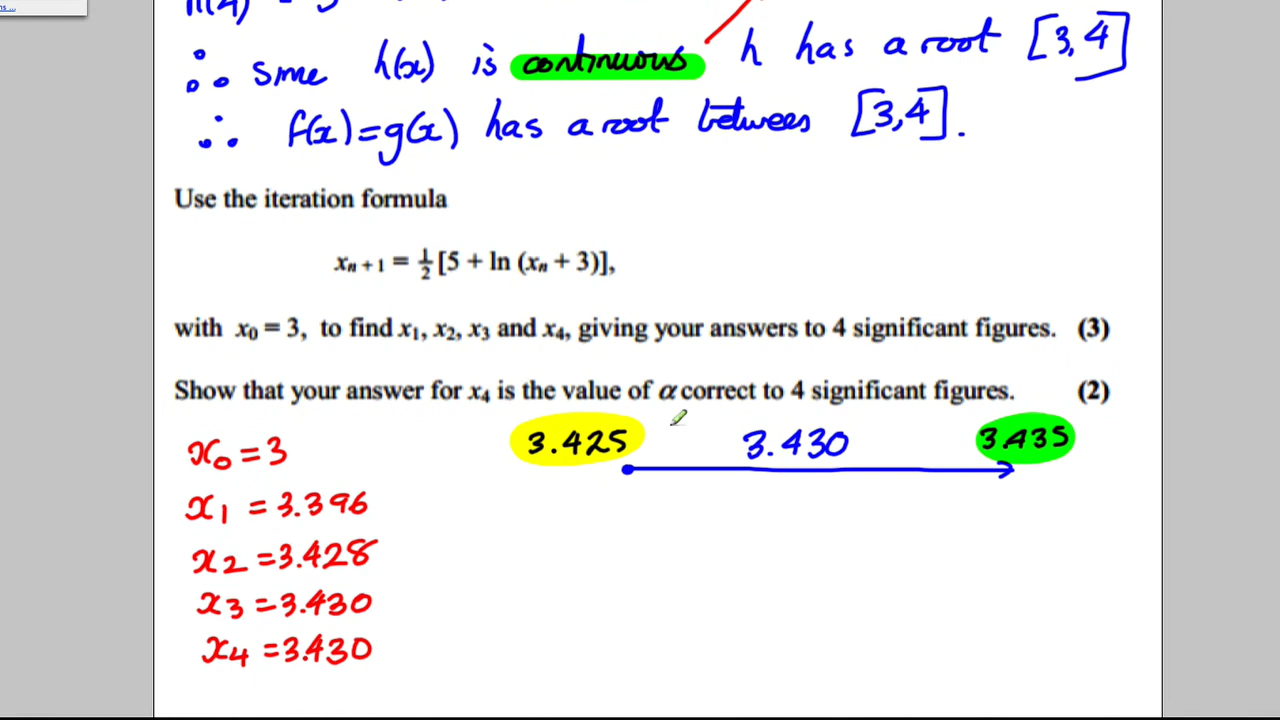 ∴ Sine h(x) is continuous h has a root [3,4]
∴ f(x)=g(x) has a root betwees [3,4].
Use the iteration formula
xₙ₊₁ = ½ [5 + ln (xₙ + 3)],
with x₀ = 3, to find x₁, x₂, x₃ and x₄, giving your answers to 4 significant figures. (3)
Show that your answer for x₄ is the value of α correct to 4 significant figures. (2)
3.425 3.430 3.435
x₀ = 3
x₁ = 3.396
x₂ = 3.428
x₃ = 3.430
x₄ = 3.430